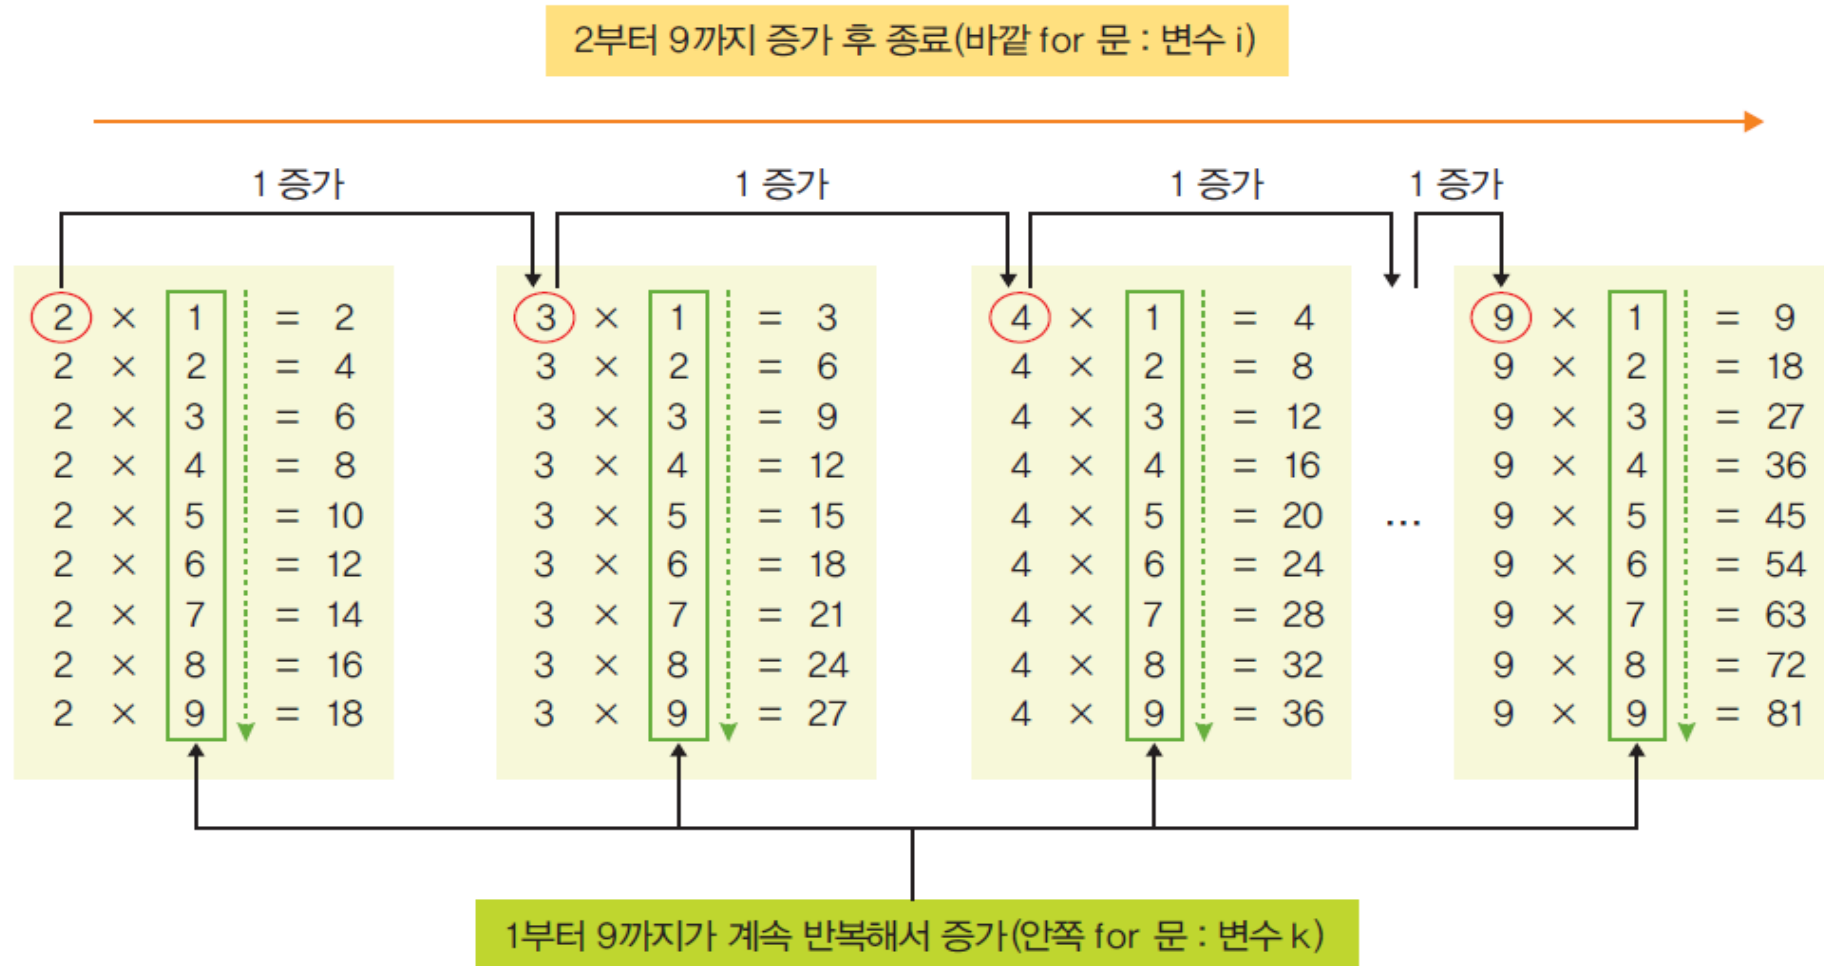 2부터 9까지 증가 후 종료(바깥 for 문 : 변수 i)
1 증가 1 증가 1 증가 1 증가
2 × 1 = 2 3 × 1 = 3 4 × 1 = 4 9 × 1 = 9
2 × 2 = 4 3 × 2 = 6 4 × 2 = 8 9 × 2 = 18
2 × 3 = 6 3 × 3 = 9 4 × 3 = 12 9 × 3 = 27
2 × 4 = 8 3 × 4 = 12 4 × 4 = 16 9 × 4 = 36
2 × 5 = 10 3 × 5 = 15 4 × 5 = 20 ... 9 × 5 = 45
2 × 6 = 12 3 × 6 = 18 4 × 6 = 24 9 × 6 = 54
2 × 7 = 14 3 × 7 = 21 4 × 7 = 28 9 × 7 = 63
2 × 8 = 16 3 × 8 = 24 4 × 8 = 32 9 × 8 = 72
2 × 9 = 18 3 × 9 = 27 4 × 9 = 36 9 × 9 = 81
1부터 9까지가 계속 반복해서 증가(안쪽 for 문 : 변수 k)